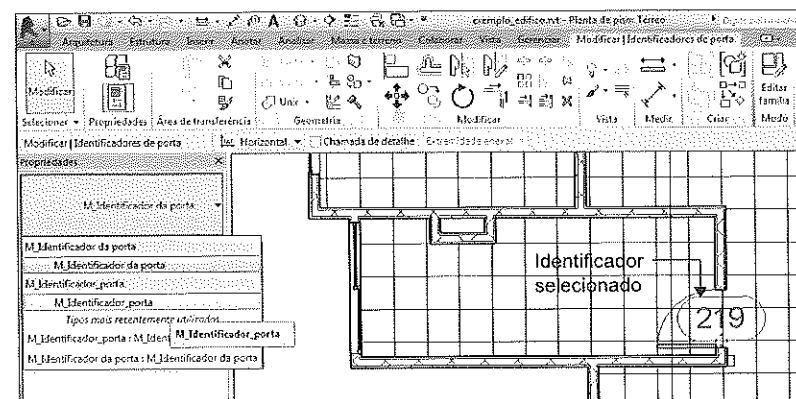 exemplo_edifico.rvt - Planta de piso: Térreo
Arquitetura Estrutura Inserir Anotar Analisar Massa e terreno Colaborar Vista Gerenciar Modificar | Identificadores de porta
Modificar
Unir
Editar família
Selecionar Propriedades Área de transferência Geometria Modificar Vista Medir Criar Modo
Modificar | Identificadores de porta Horizontal Chamada de detalhe
Propriedades
M_Identificador da porta
M_Identificador da porta
M_Identificador da porta
M_Identificador_porta
M_Identificador_porta
Tipos mais recentemente utilizados
M_Identificador_porta : M_Ident
M_Identificador_porta
M_Identificador da porta : M_Identificador da porta
Identificador
selecionado
219